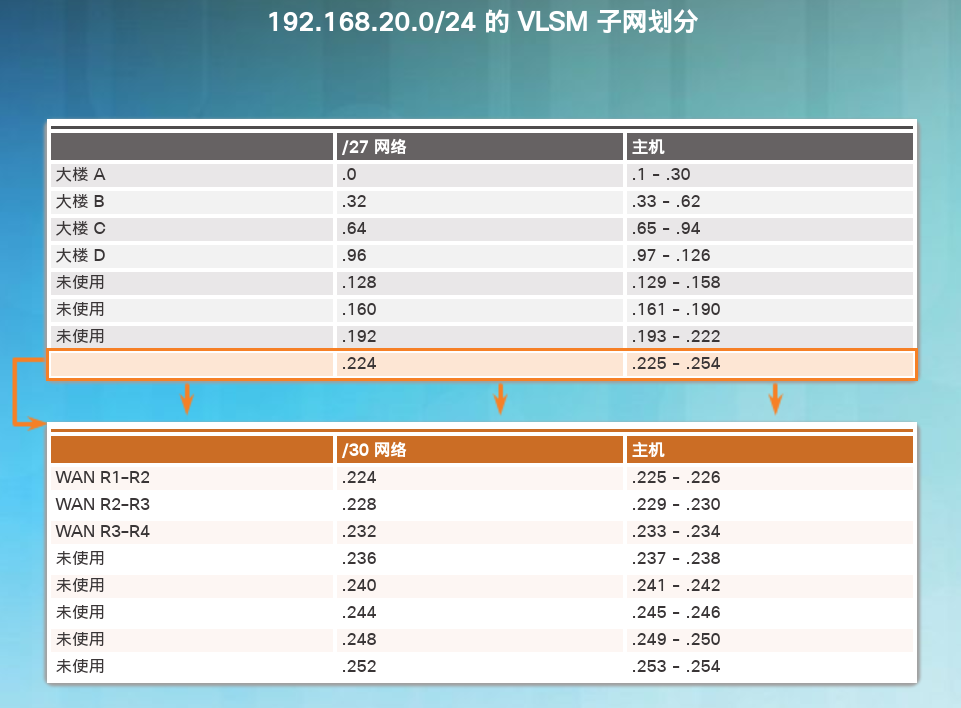 192.168.20.0/24 的 VLSM 子网划分
/27 网络 主机
大楼 A .0 .1 – .30
大楼 B .32 .33 – .62
大楼 C .64 .65 – .94
大楼 D .96 .97 – .126
未使用 .128 .129 – .158
未使用 .160 .161 – .190
未使用 .192 .193 – .222
.224 .225 – .254
/30 网络 主机
WAN R1–R2 .224 .225 – .226
WAN R2–R3 .228 .229 – .230
WAN R3–R4 .232 .233 – .234
未使用 .236 .237 – .238
未使用 .240 .241 – .242
未使用 .244 .245 – .246
未使用 .248 .249 – .250
未使用 .252 .253 – .254